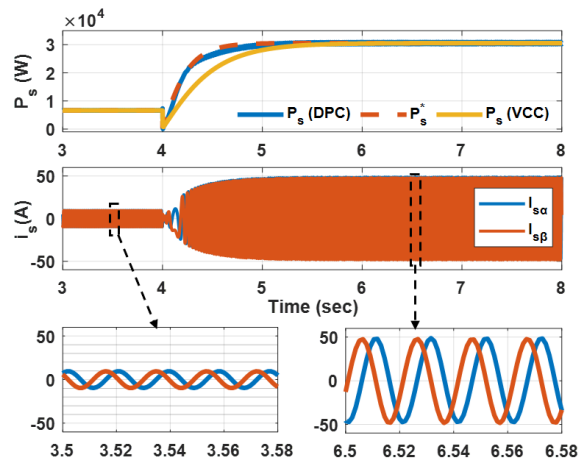 ×10⁴
P_s (W)
3
2
1
0
P_s (DPC) P_s^* P_s (VCC)
3 4 5 6 7 8
i_s(A)
50
0
-50
I_sα
I_sβ
3 4 5 6 7 8
Time (sec)
50
0
-50
3.5 3.52 3.54 3.56 3.58
50
0
-50
6.5 6.52 6.54 6.56 6.58